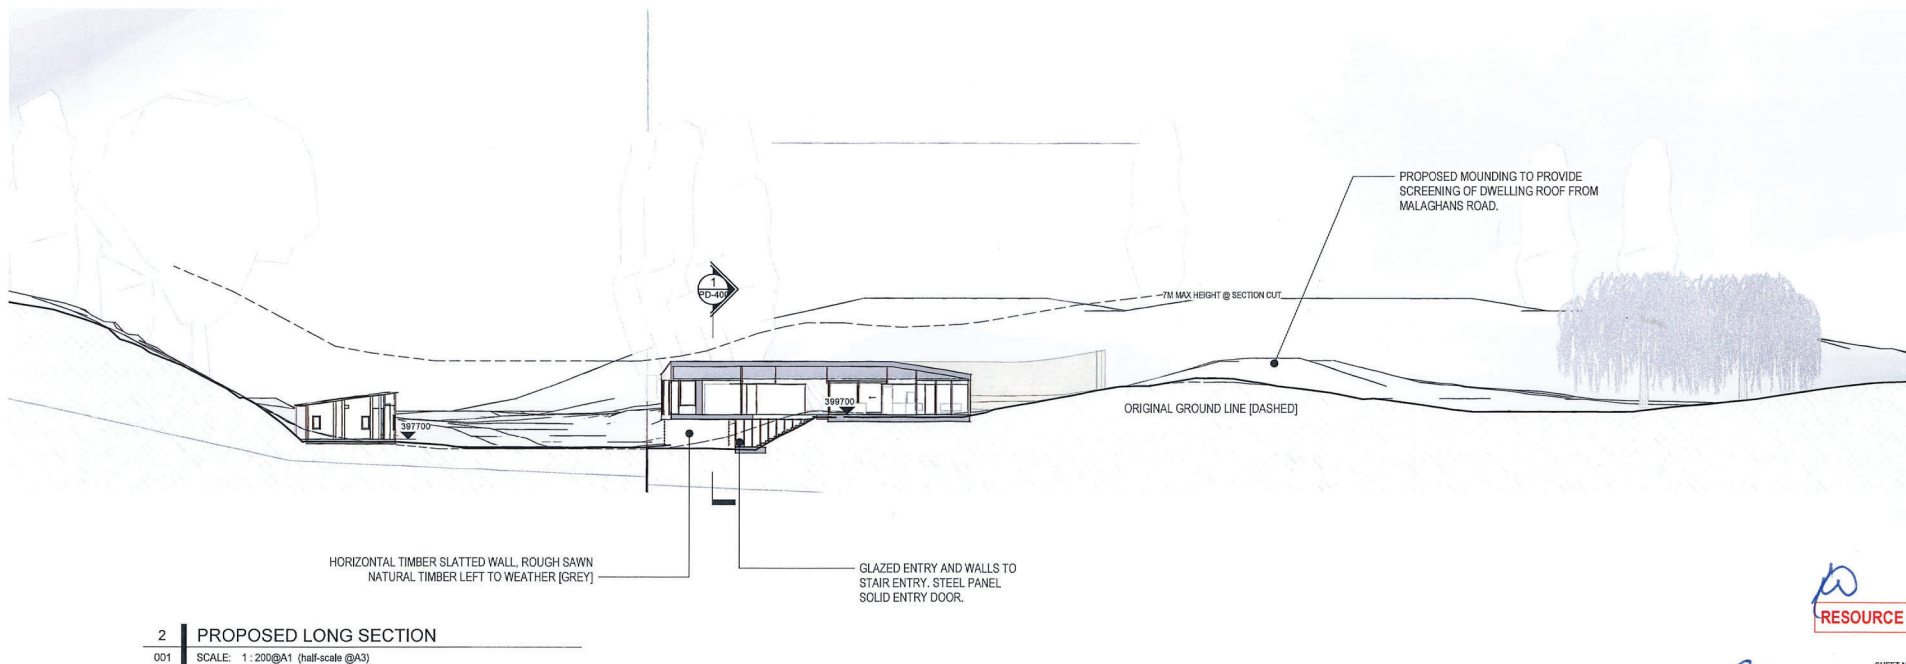 PROPOSED MOUNDING TO PROVIDE
SCREENING OF DWELLING ROOF FROM
MALAGHANS ROAD.
1
PD-400
7M MAX HEIGHT @ SECTION CUT
399700
397700
ORIGINAL GROUND LINE [DASHED]
HORIZONTAL TIMBER SLATTED WALL, ROUGH SAWN
NATURAL TIMBER LEFT TO WEATHER [GREY]
GLAZED ENTRY AND WALLS TO
STAIR ENTRY. STEEL PANEL
SOLID ENTRY DOOR.
RESOURCE
2 PROPOSED LONG SECTION
001 SCALE: 1 : 200@A1 (half-scale @A3)